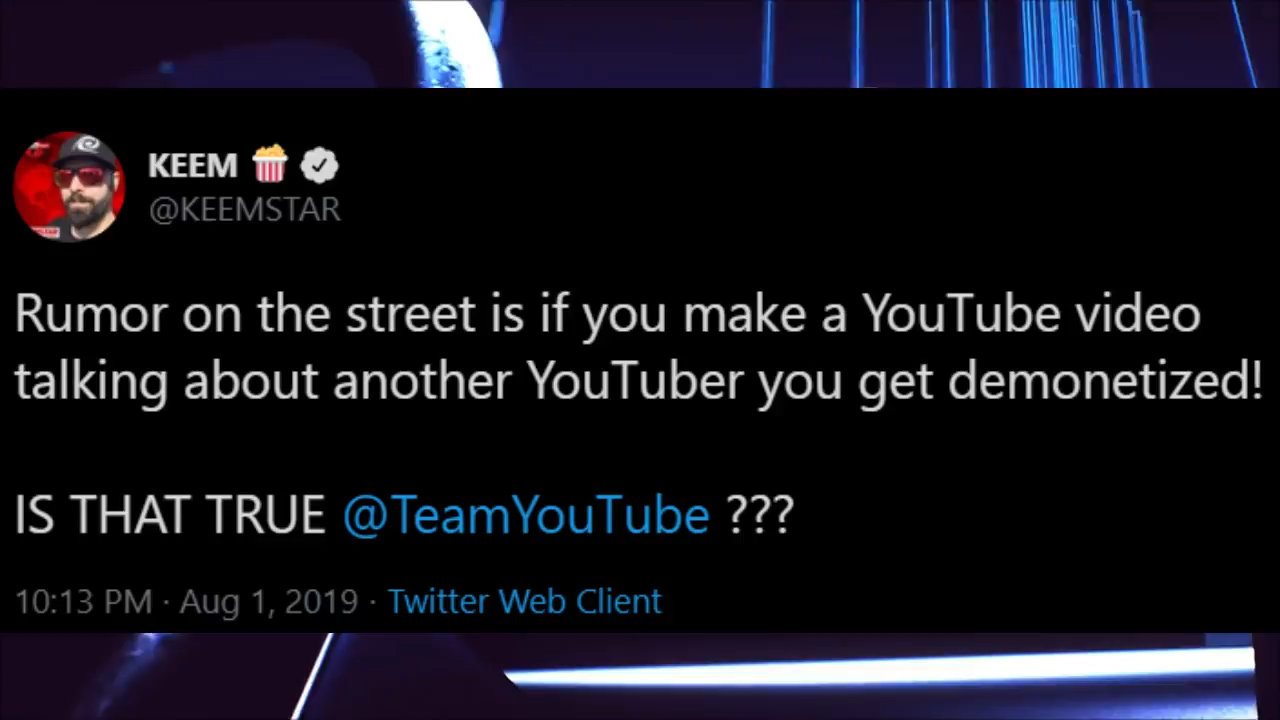 KEEM 🍿
@KEEMSTAR
Rumor on the street is if you make a YouTube video
talking about another YouTuber you get demonetized!
IS THAT TRUE @TeamYouTube ???
10:13 PM · Aug 1, 2019 · Twitter Web Client